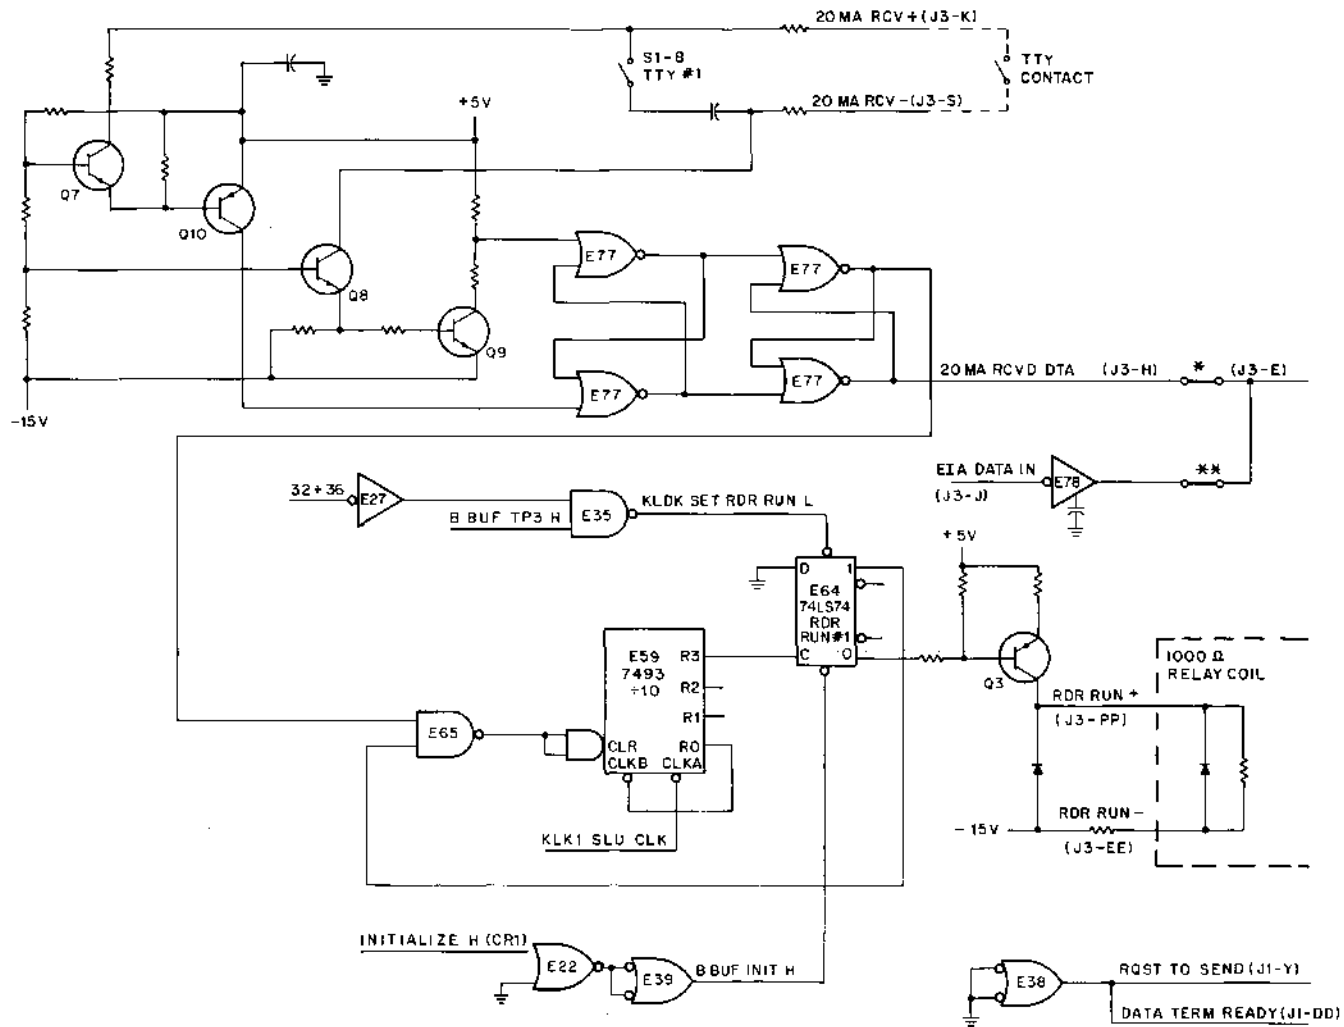 20 MA RCV+(J3-K)
S1-8
TTY #1
TTY
CONTACT
+5V
20 MA RCV-(J3-S)
Q7
Q10
Q8
Q9
E77
E77
E77
E77
-15V
20 MA RCVD DTA (J3-H) * (J3-E)
EIA DATA IN
(J3-J)
E78
**
32+36
E27
B BUF TP3 H
E35
KLDK SET RDR RUN L
+5V
D 1
E64
74LS74
RDR
RUN#1
C 0
Q3
1000 Ω
RELAY COIL
RDR RUN +
(J3-PP)
E59
7493
÷10
R3
R2
R1
R0
CLR
CLKB CLKA
E65
KLK1 SLU CLK
-15V
RDR RUN -
(J3-EE)
INITIALIZE H (CR1)
E22
E39
B BUF INIT H
E38
RQST TO SEND(J1-Y)
DATA TERM READY(J1-DD)